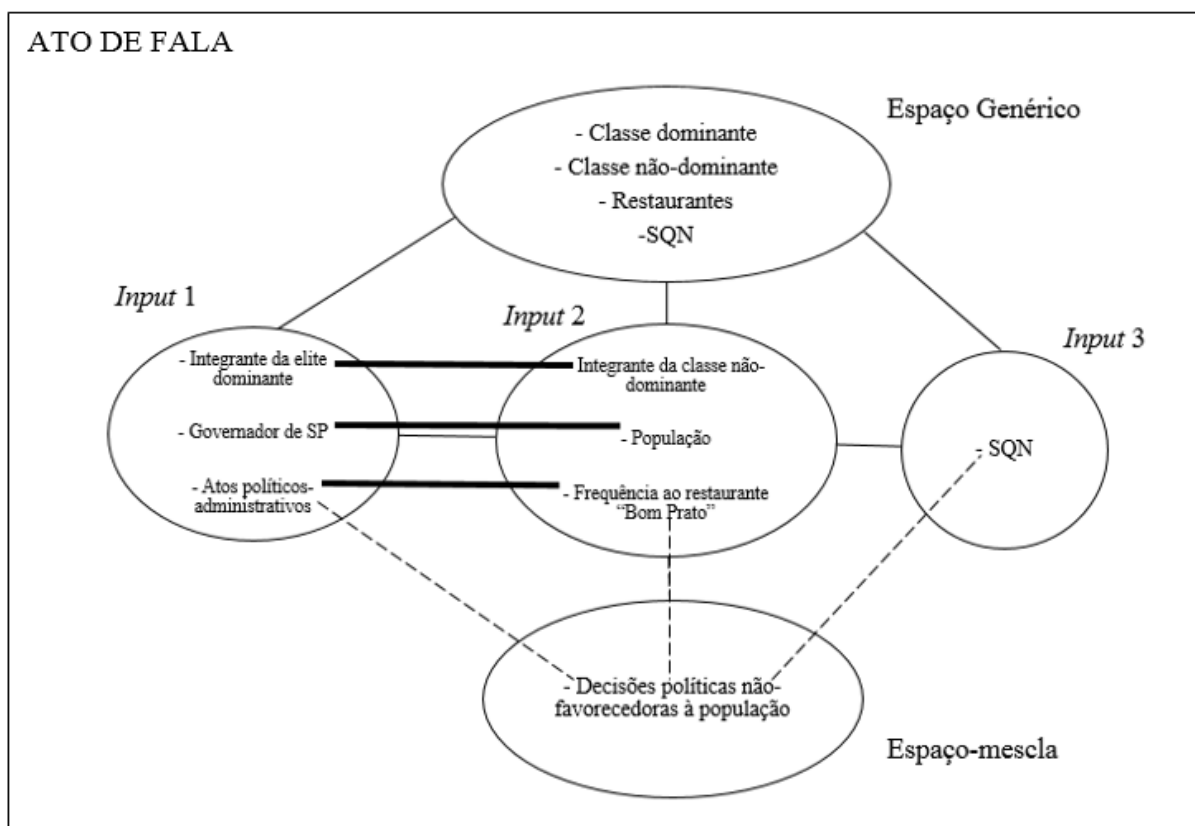 ATO DE FALA
Espaço Genérico
- Classe dominante
- Classe não-dominante
- Restaurantes
-SQN
Input 1
- Integrante da elite
dominante
- Governador de SP
- Atos políticos-
administrativos
Input 2
Integrante da classe não-
dominante
- População
- Frequência ao restaurante
“Bom Prato”
Input 3
- SQN
- Decisões políticas não-
favorecedoras à população
Espaço-mescla